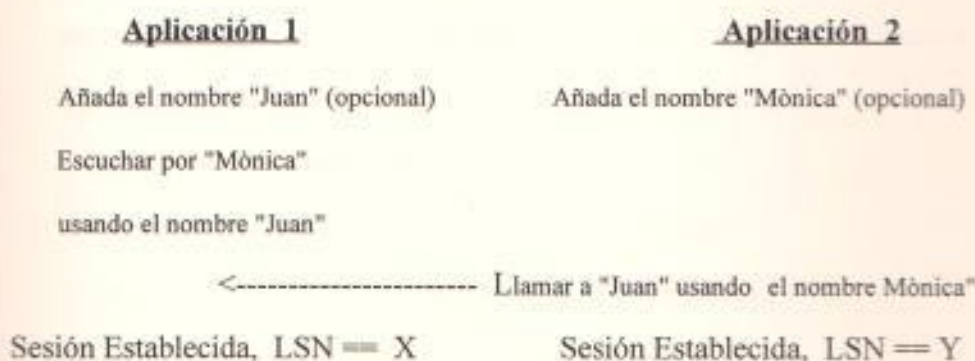 Aplicación 1 Aplicación 2
Añada el nombre "Juan" (opcional) Añada el nombre "Mònica" (opcional)
Escuchar por "Mònica"
usando el nombre "Juan"
<----------------------- Llamar a "Juan" usando el nombre Mònica"
Sesión Establecida, LSN == X Sesión Establecida, LSN == Y